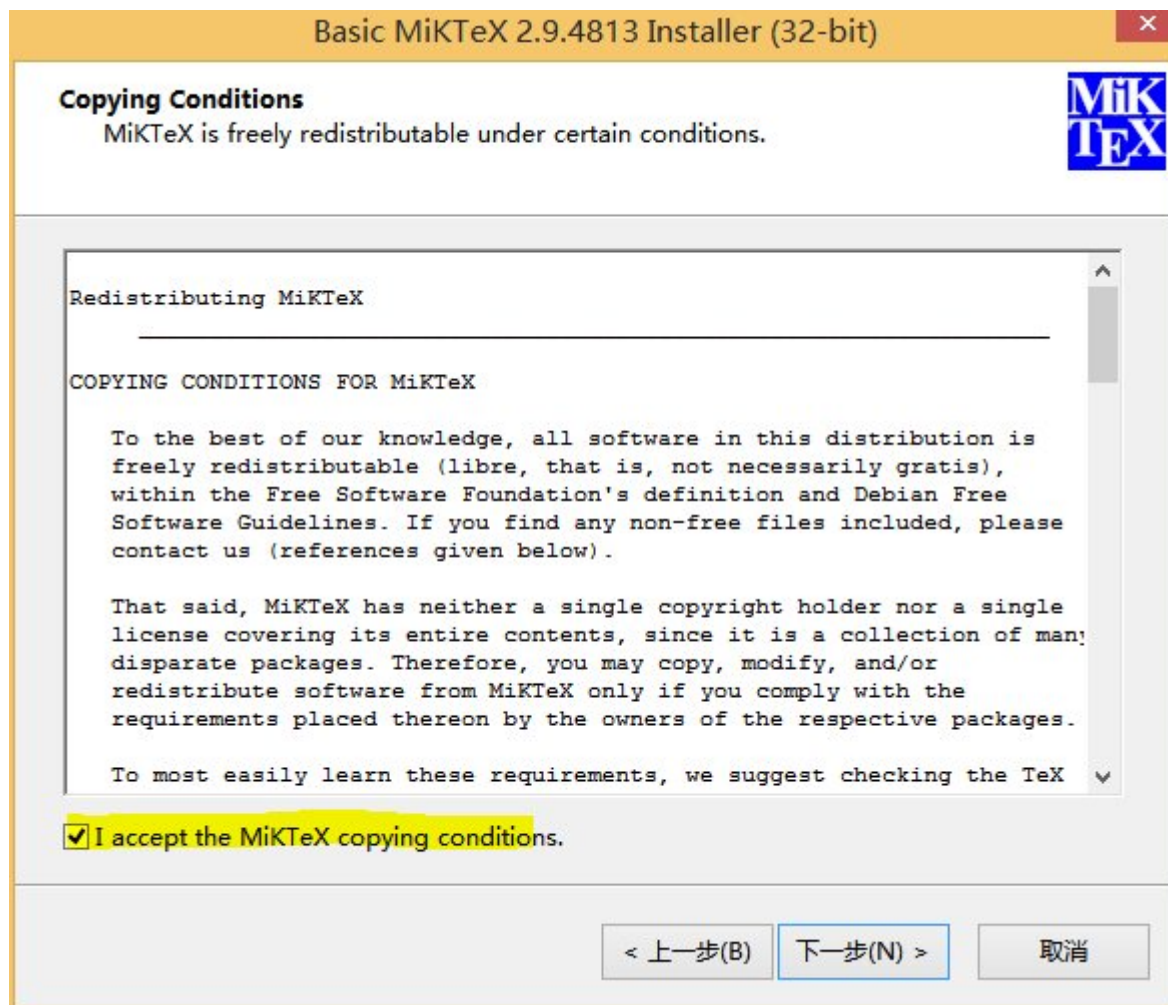 Basic MiKTeX 2.9.4813 Installer (32-bit)
Copying Conditions
MiKTeX is freely redistributable under certain conditions.
MiK
TEX
Redistributing MiKTeX
COPYING CONDITIONS FOR MiKTeX
To the best of our knowledge, all software in this distribution is
freely redistributable (libre, that is, not necessarily gratis),
within the Free Software Foundation's definition and Debian Free
Software Guidelines. If you find any non-free files included, please
contact us (references given below).
That said, MiKTeX has neither a single copyright holder nor a single
license covering its entire contents, since it is a collection of many
disparate packages. Therefore, you may copy, modify, and/or
redistribute software from MiKTeX only if you comply with the
requirements placed thereon by the owners of the respective packages.
To most easily learn these requirements, we suggest checking the TeX
I accept the MiKTeX copying conditions.
< 上一步(B) 下一步(N) > 取消